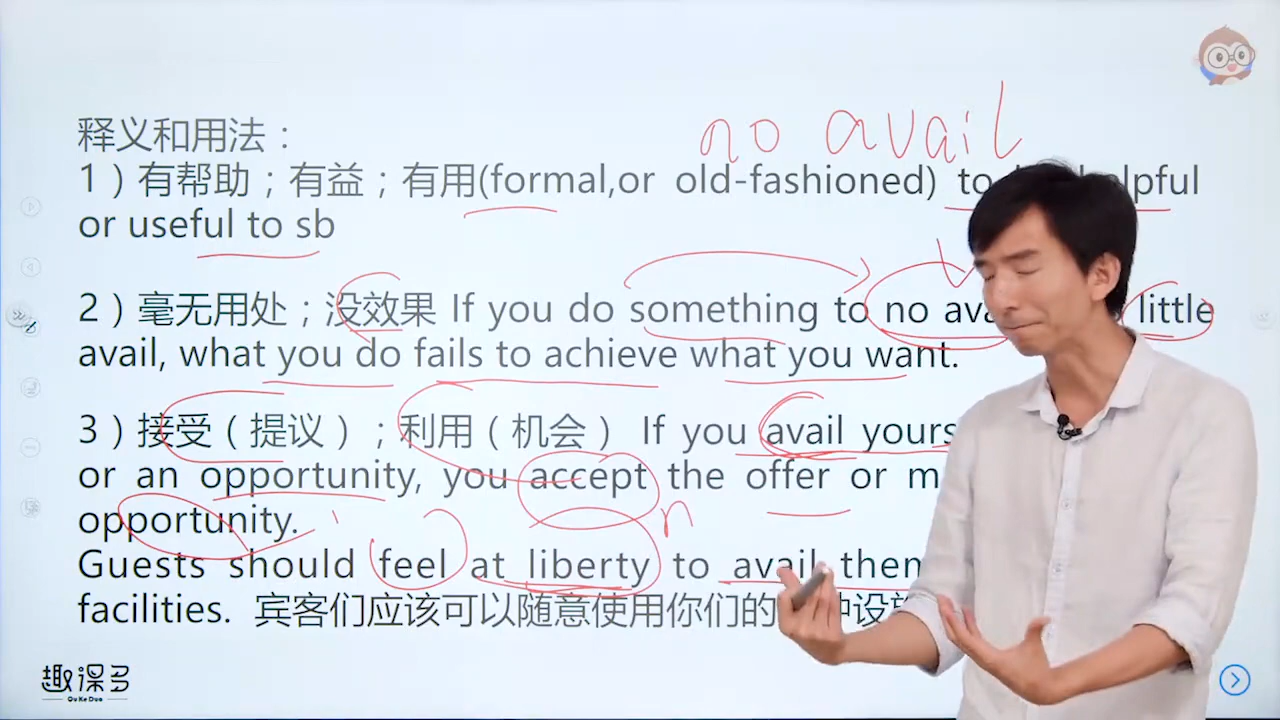 no avail
释义和用法：
1）有帮助；有益；有用(formal,or old-fashioned) to
or useful to sb
2）毫无用处；没效果 If you do something to no little
avail, what you do fails to achieve what you want.
3）接受（提议）；利用（机会） If you avail
or an opportunity, you accept the offer or
opportunity.
n
Guests should feel at liberty to avail
facilities. 宾客们应该可以随意使用你们的
趣课多
Qu Ke Duo